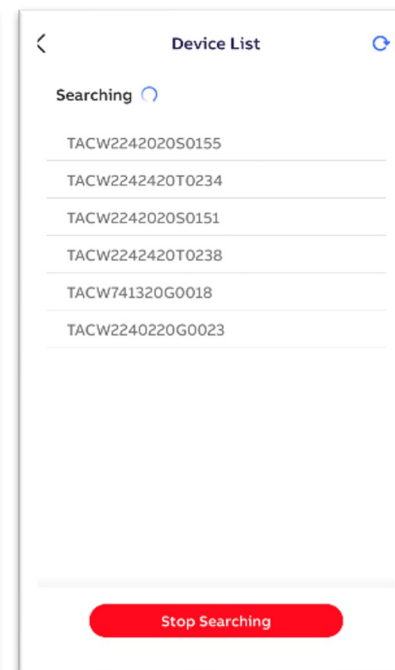 Device List
Searching
TACW2242020S0155
TACW2242420T0234
TACW2242020S0151
TACW2242420T0238
TACW741320G0018
TACW2240220G0023
Stop Searching